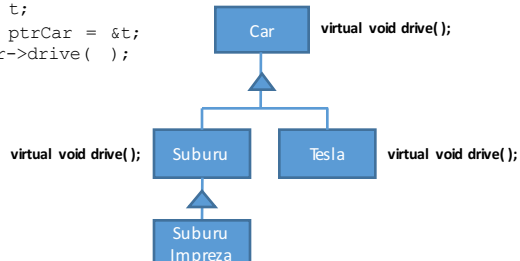 t;
ptrCar = &t;
r->drive( );
Car
virtual void drive();
virtual void drive();
Suburu
Tesla
virtual void drive();
Suburu
Impreza